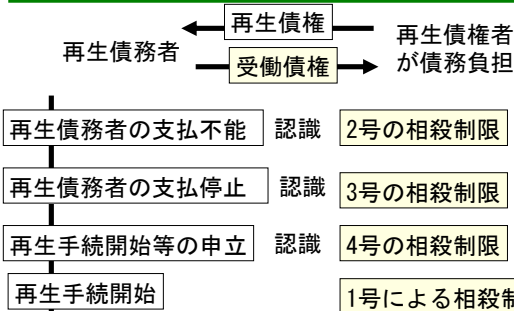 再生債権
再生債務者
再生債権者
が債務負担
受働債権
再生債務者の支払不能 認識 2号の相殺制限
再生債務者の支払停止 認識 3号の相殺制限
再生手続開始等の申立 認識 4号の相殺制限
再生手続開始
1号による相殺制